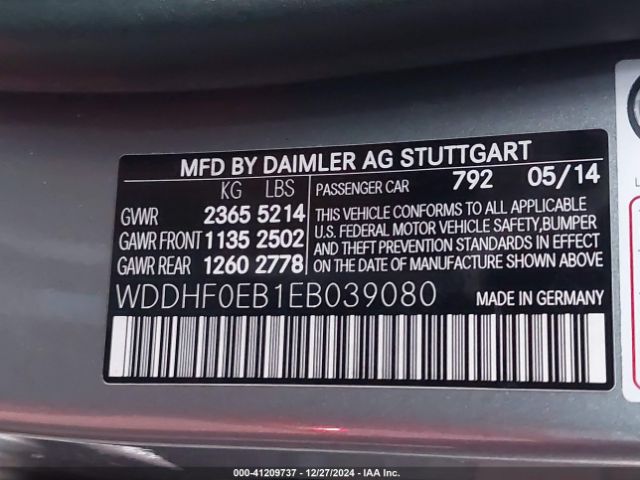 MFD BY DAIMLER AG STUTTGART
KG LBS
GWR 2365 5214
GAWR FRONT 1135 2502
GAWR REAR 1260 2778
PASSENGER CAR 792 05/14
THIS VEHICLE CONFORMS TO ALL APPLICABLE
U.S. FEDERAL MOTOR VEHICLE SAFETY,BUMPER
AND THEFT PREVENTION STANDARDS IN EFFECT
ON THE DATE OF MANUFACTURE SHOWN ABOVE
WDDHF0EB1EB039080 MADE IN GERMANY
000-41209737 - 12/27/2024 - IAA Inc.